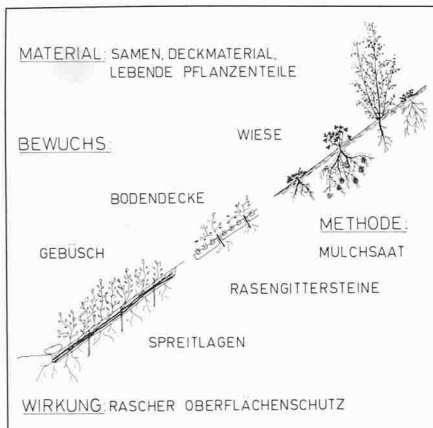 MATERIAL: SAMEN, DECKMATERIAL,
LEBENDE PFLANZENTEILE
WIESE
BEWUCHS:
BODENDECKE
METHODE:
GEBÜSCH
MULCHSAAT
RASENGITTERSTEINE
SPREITLAGEN
WIRKUNG: RASCHER OBERFLÄCHENSCHUTZ